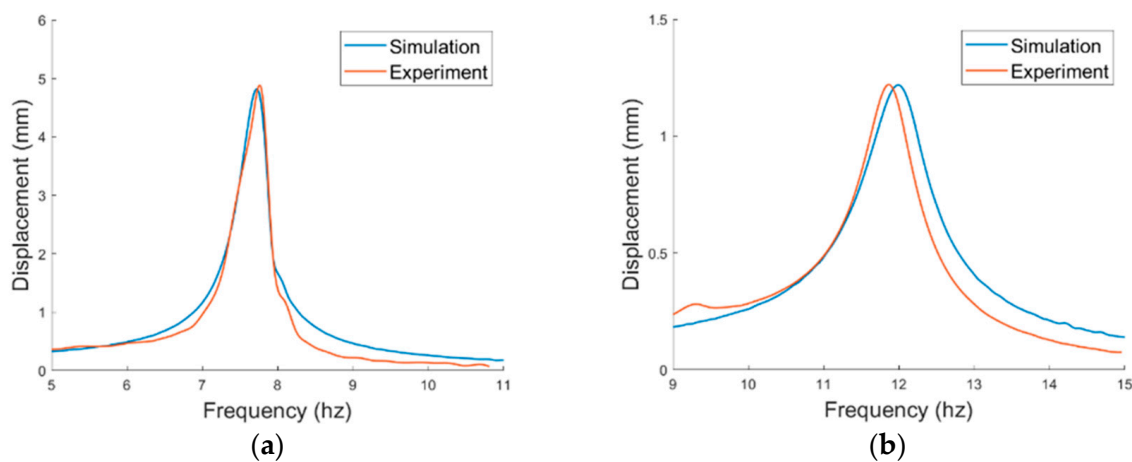 6
5
4
3
2
1
0
Displacement (mm)
Simulation
Experiment
5 6 7 8 9 10 11
Frequency (hz)
(a)
1.5
1
0.5
0
Displacement (mm)
Simulation
Experiment
9 10 11 12 13 14 15
Frequency (hz)
(b)